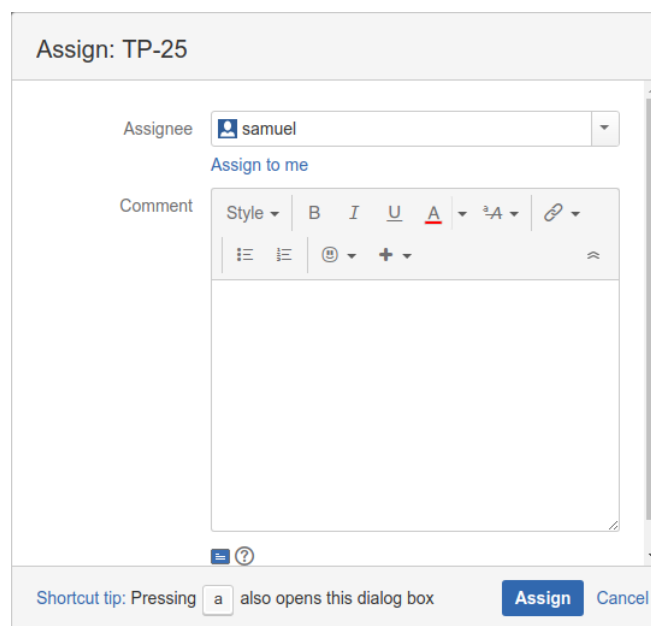 Assign: TP-25
Assignee samuel
Assign to me
Comment Style B I U A ªA
Shortcut tip: Pressing a also opens this dialog box Assign Cancel